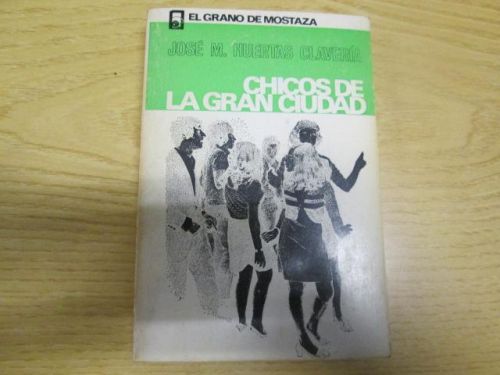 EL GRANO DE MOSTAZA
JOSÉ M. HUERTAS CLAVERÍA
CHICOS DE
LA GRAN CIUDAD